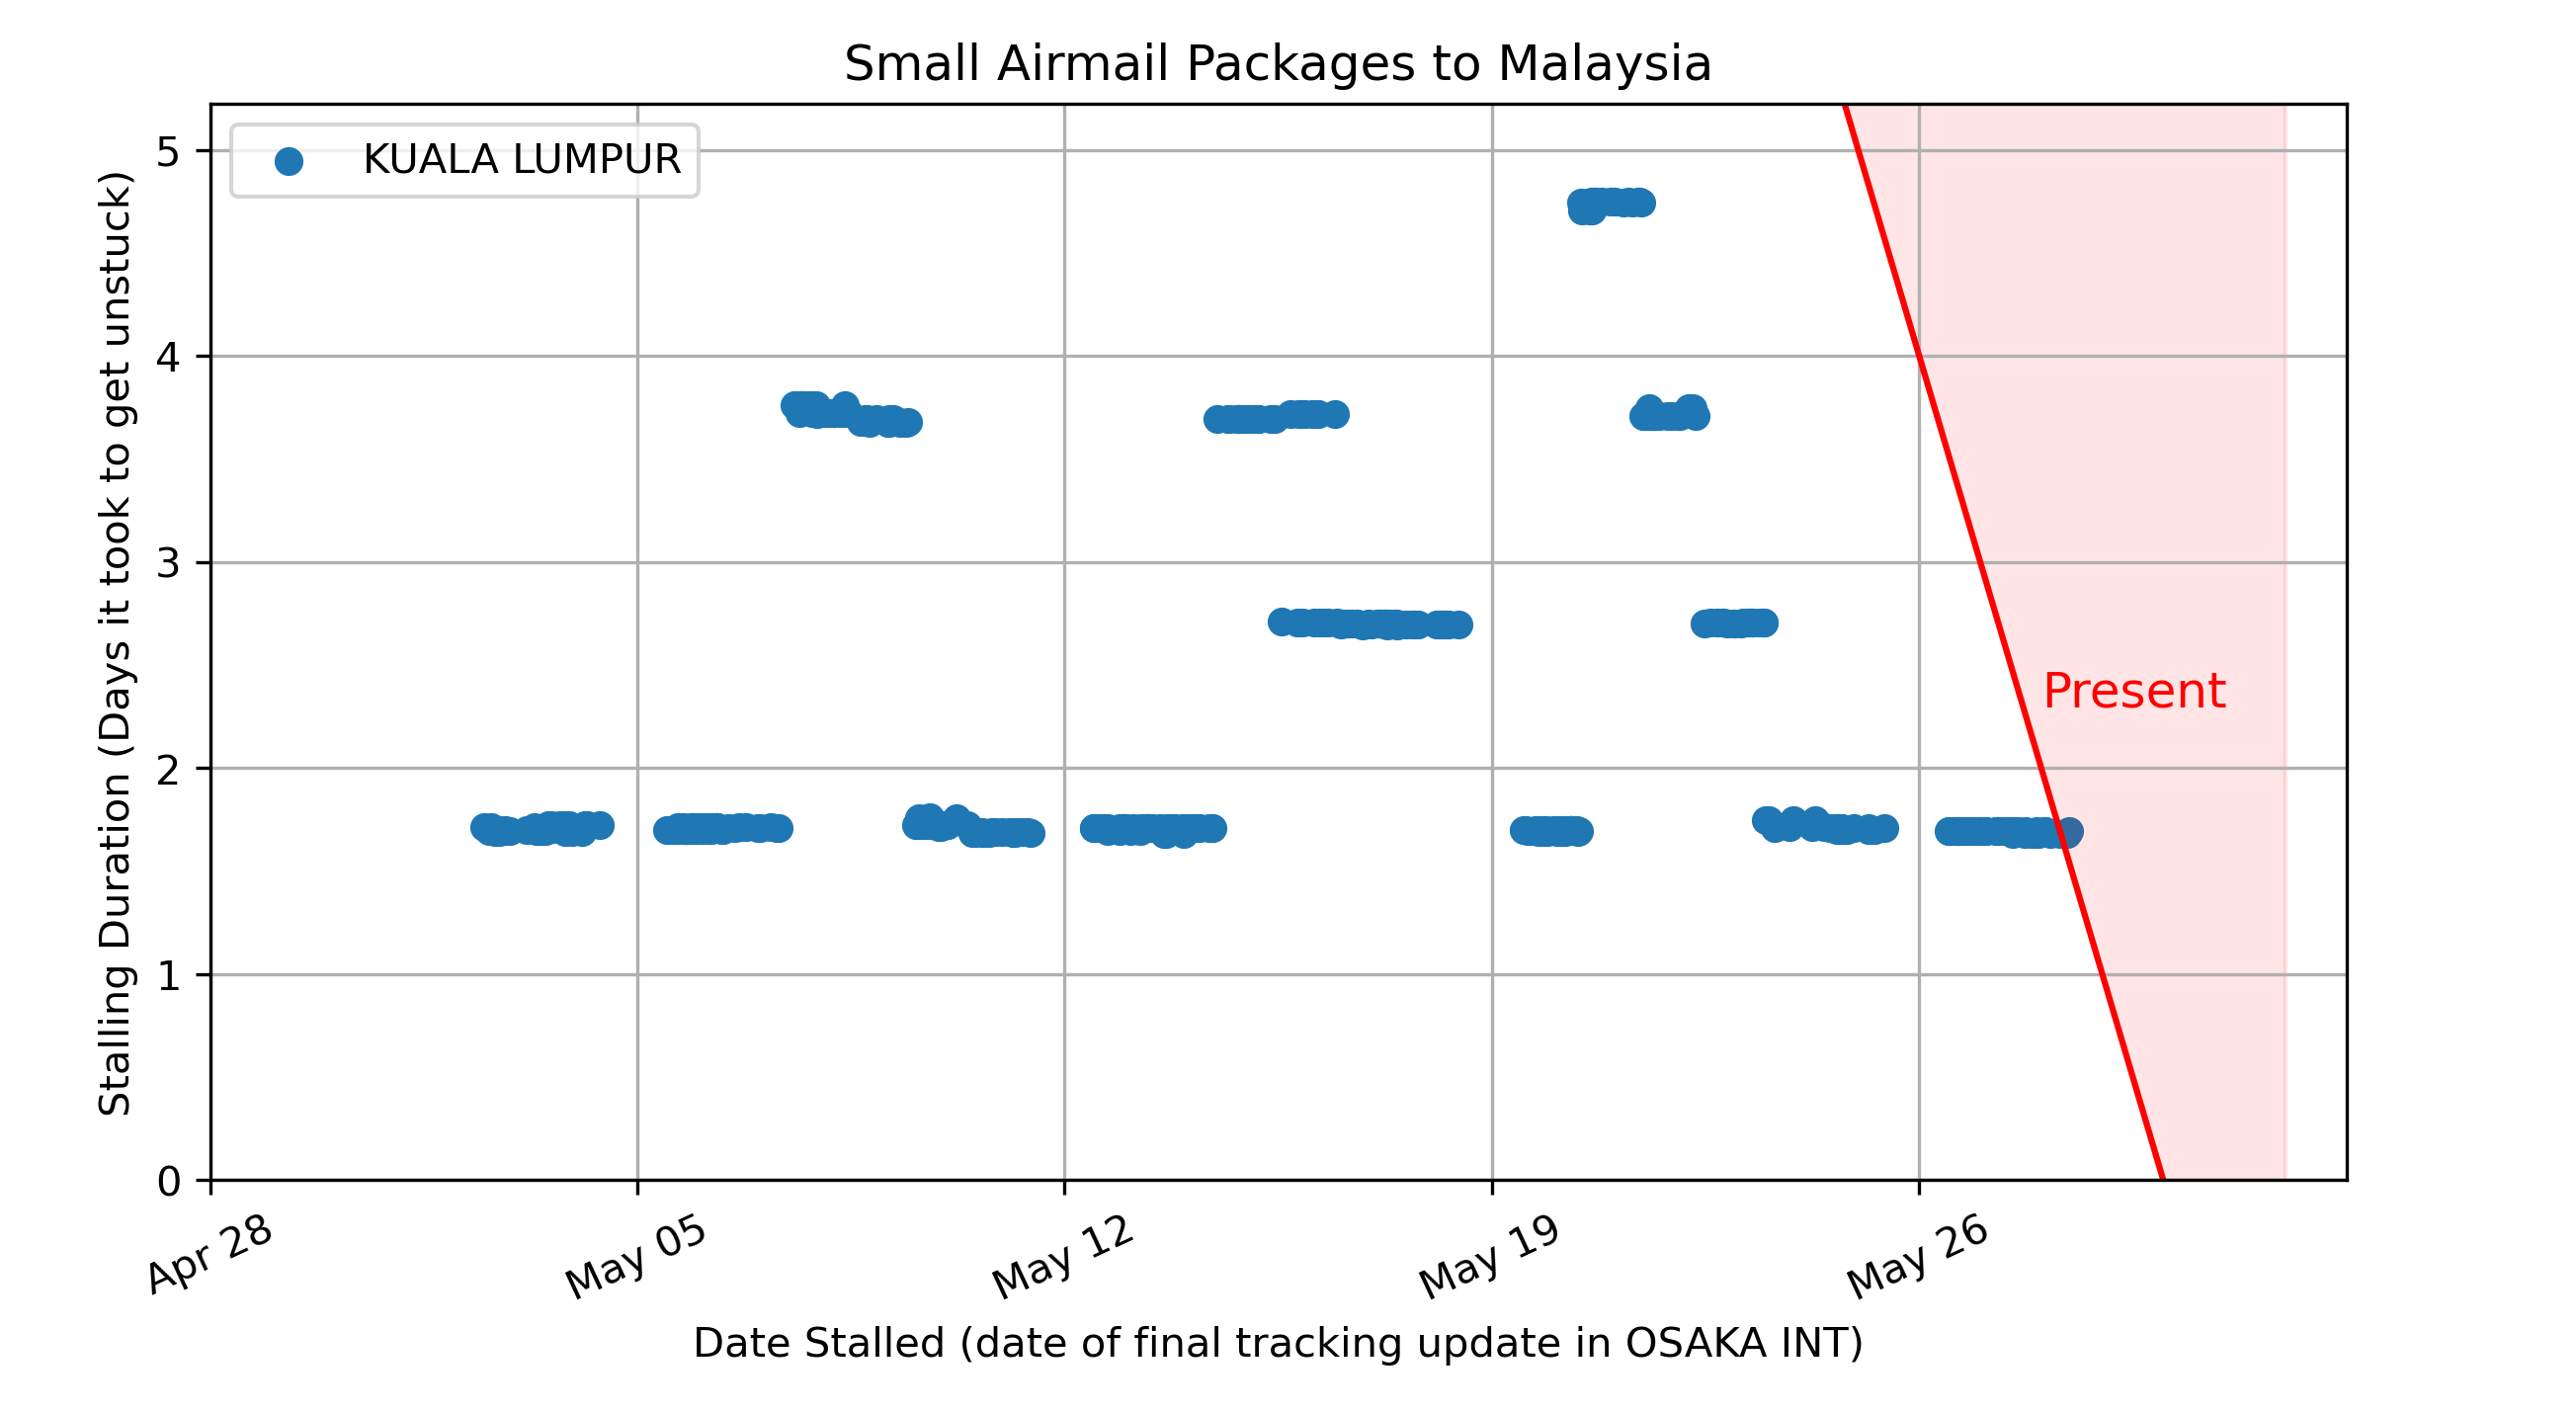 Small Airmail Packages to Malaysia
KUALA LUMPUR
Stalling Duration (Days it took to get unstuck)
5
4
3
2
1
0
Present
Apr 28
May 05
May 12
May 19
May 26
Date Stalled (date of final tracking update in OSAKA INT)